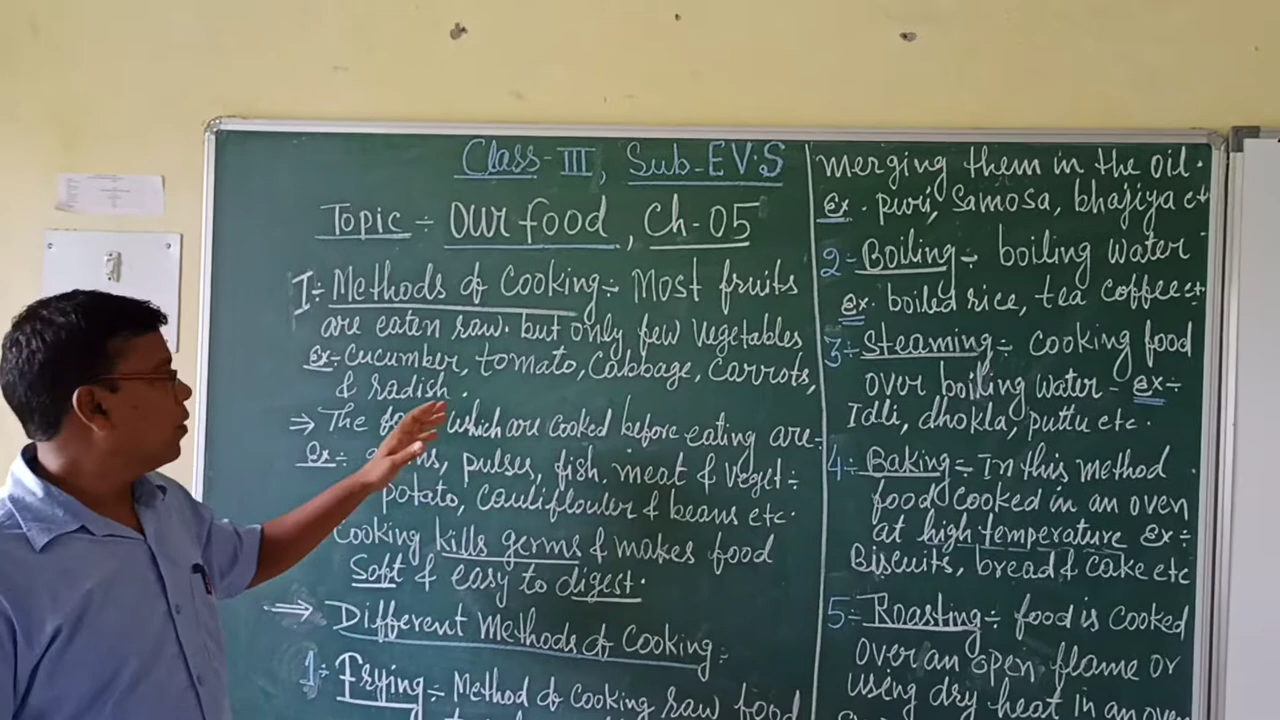 Class-III, Sub-E.V.S
Topic ÷ Our food, Ch-05
I÷ Methods of Cooking÷ Most fruits
are eaten raw. but only few vegetables
Ex÷ Cucumber, tomato, Cabbage, Carrots,
& radish.
⇒ The which are cooked before eating are÷
Ex÷ pulses, fish, meat & Veget÷
potato, Cauliflouler & beans etc.
Cooking kills germs & makes food
Soft & easy to digest.
⇒ Different Methods of Cooking÷
1÷ Frying÷ Method of Cooking raw food
merging them in the oil.
Ex. puri, Samosa, bhajiya et
2÷ Boiling÷ boiling water
Ex. boiled rice, tea coffee et.
3÷ Steaming÷ cooking food
over boiling water- Ex÷
Idli, dhokla, puttu etc.
4÷ Baking÷ In this method
food cooked in an oven
at high temperature Ex÷
Biscuits, bread & cake etc
5÷ Roasting÷ food is cooked
over an open flame or
using dry heat in an ove